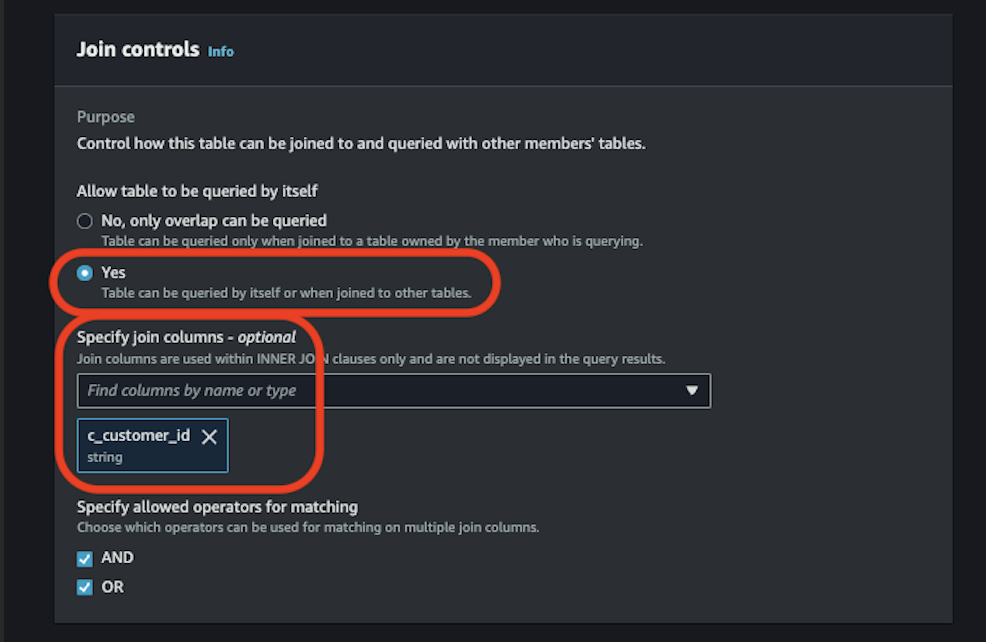 Join controls Info
Purpose
Control how this table can be joined to and queried with other members' tables.
Allow table to be queried by itself
No, only overlap can be queried
Table can be queried only when joined to a table owned by the member who is querying.
Yes
Table can be queried by itself or when joined to other tables.
Specify join columns - optional
Join columns are used within INNER JOIN clauses only and are not displayed in the query results.
Find columns by name or type
c_customer_id
string
Specify allowed operators for matching
Choose which operators can be used for matching on multiple join columns.
AND
OR